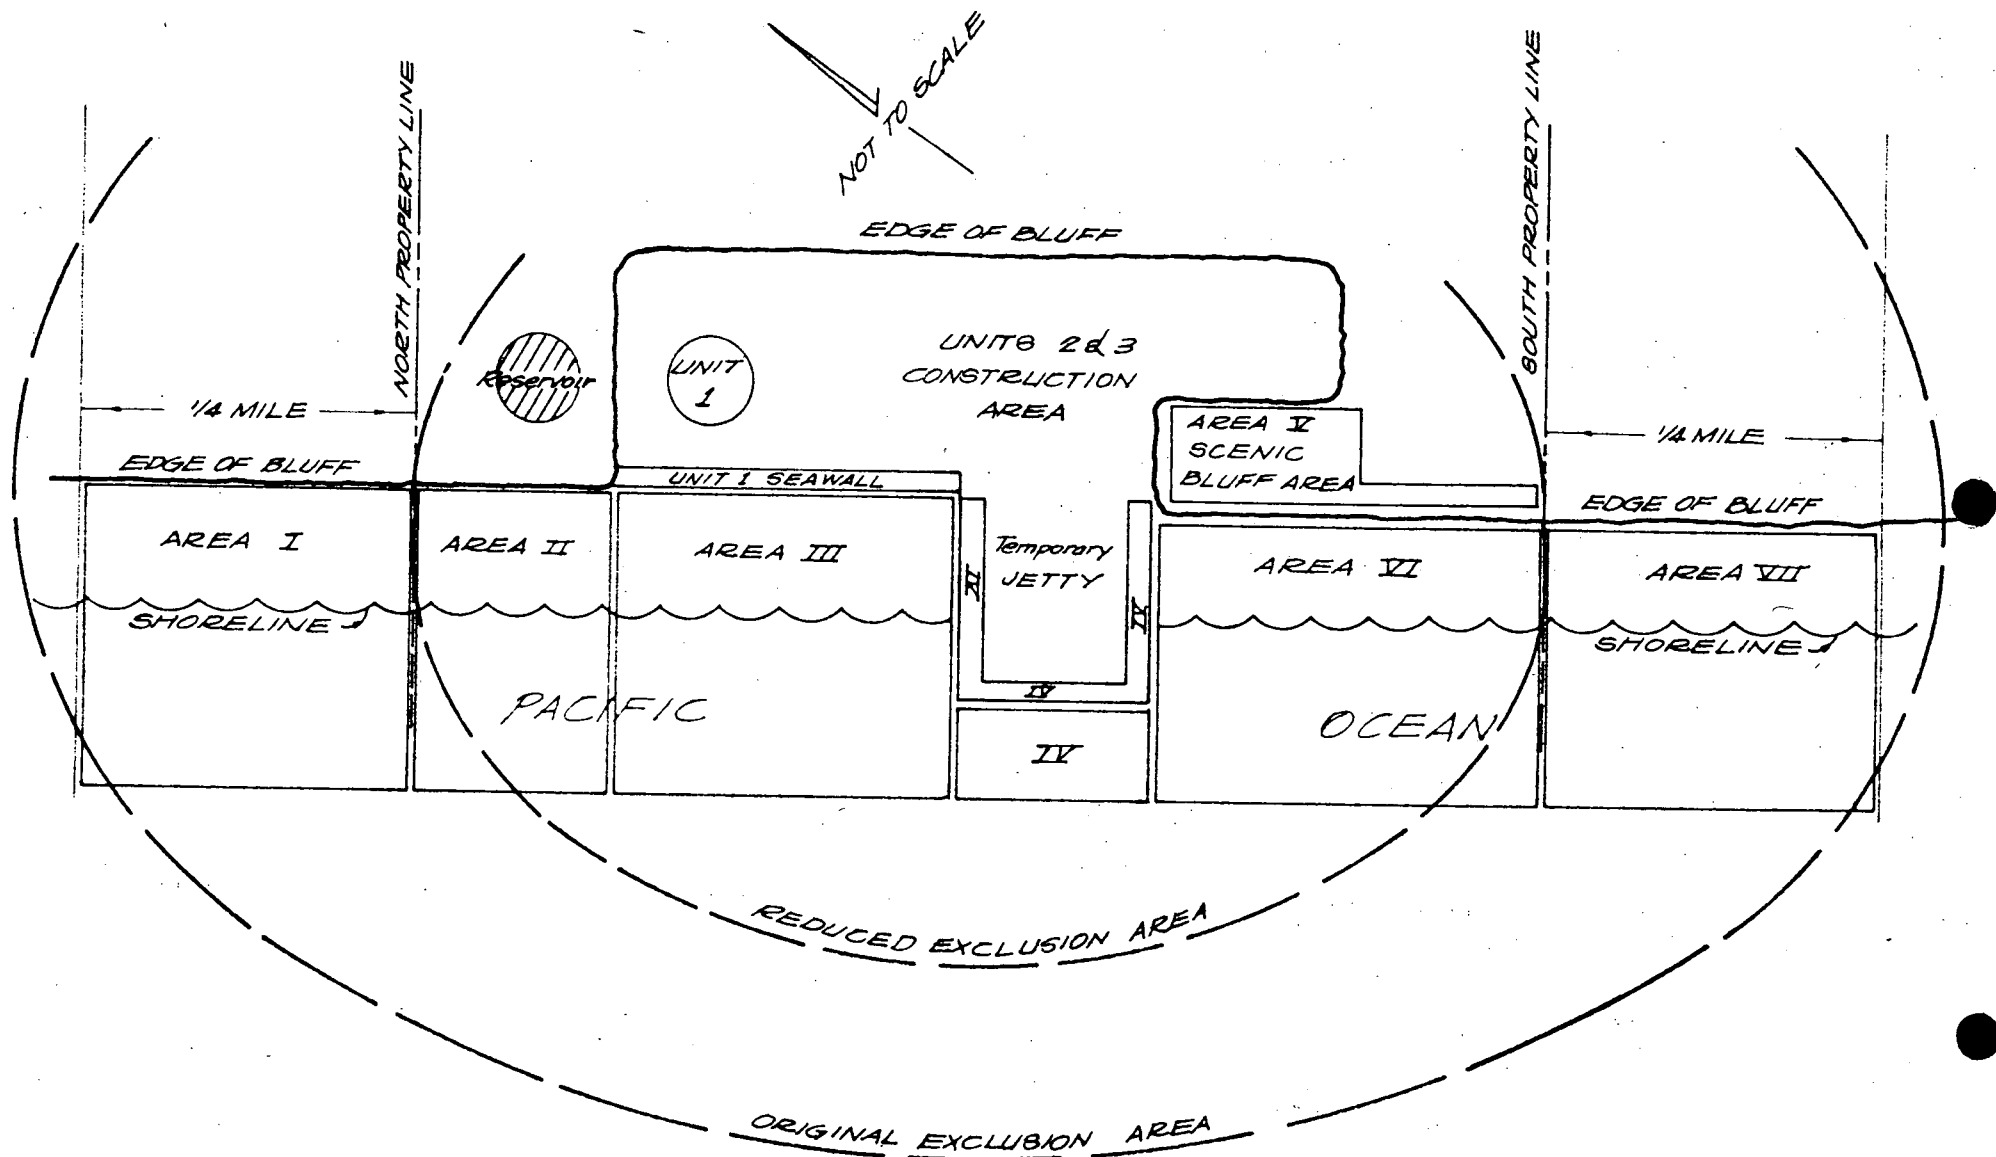 NOT TO SCALE
NORTH PROPERTY LINE
SOUTH PROPERTY LINE
EDGE OF BLUFF
UNITS 2 & 3
CONSTRUCTION
AREA
Reservoir
UNIT
1
1/4 MILE
1/4 MILE
AREA V
SCENIC
BLUFF AREA
EDGE OF BLUFF
UNIT 1 SEAWALL
EDGE OF BLUFF
AREA I
AREA II
AREA III
Temporary
JETTY
IV
IV
AREA VI
AREA VII
SHORELINE
SHORELINE
IV
PACIFIC
OCEAN
IV
REDUCED EXCLUSION AREA
ORIGINAL EXCLUSION AREA